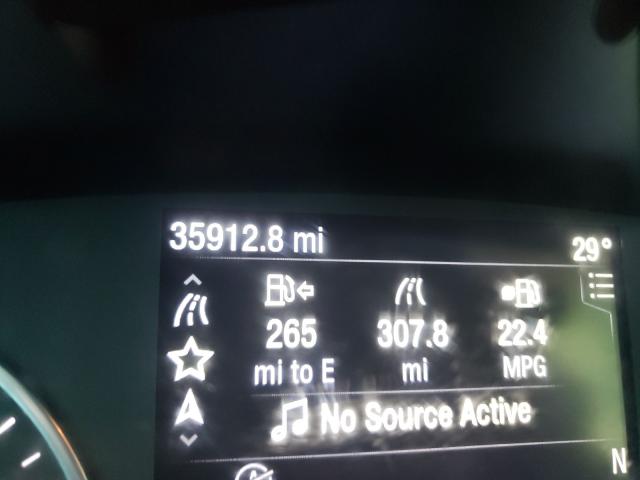 35912.8 mi 29°
265 307.8 22.4
mi to E mi MPG
No Source Active
N